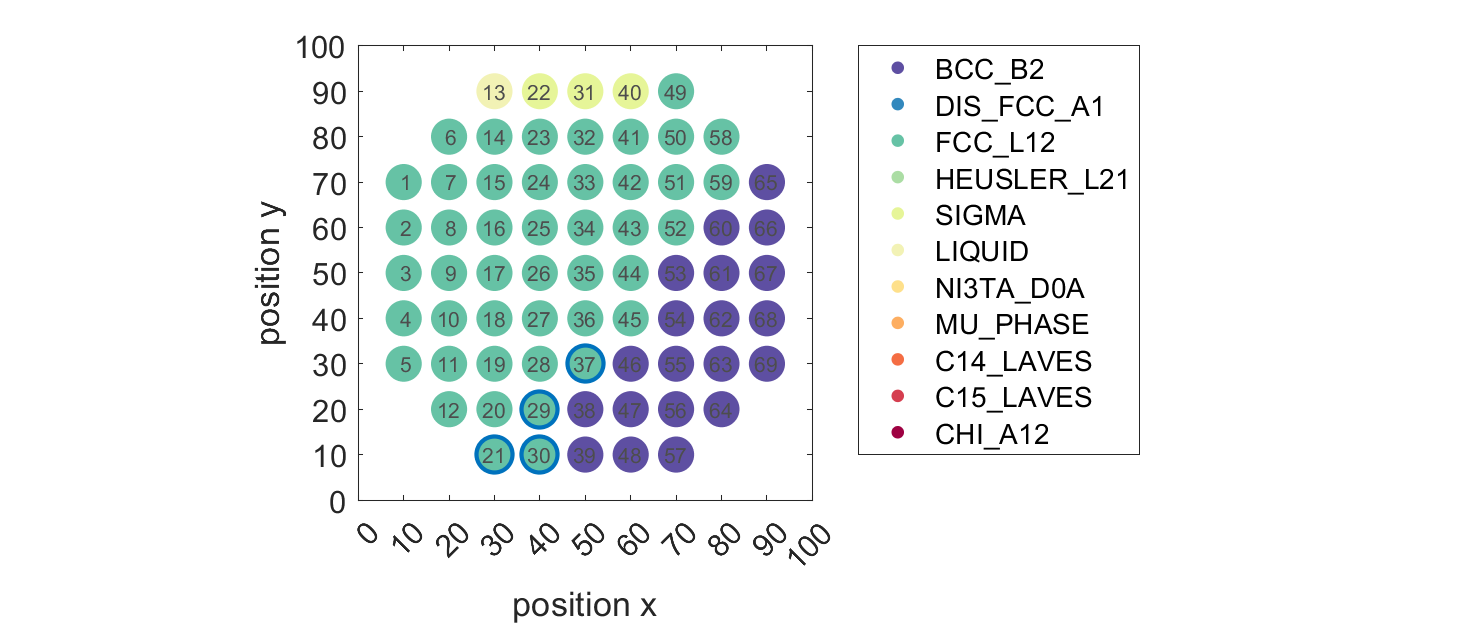 100
90 13 22 31 40 49
80 6 14 23 32 41 50 58
70 1 7 15 24 33 42 51 59 65
60 2 8 16 25 34 43 52 60 66
50 3 9 17 26 35 44 53 61 67
40 4 10 18 27 36 45 54 62 68
30 5 11 19 28 37 46 55 63 69
20 12 20 29 38 47 56 64
10 21 30 39 48 57
0
0 10 20 30 40 50 60 70 80 90 100
position x
position y
BCC_B2
DIS_FCC_A1
FCC_L12
HEUSLER_L21
SIGMA
LIQUID
NI3TA_D0A
MU_PHASE
C14_LAVES
C15_LAVES
CHI_A12